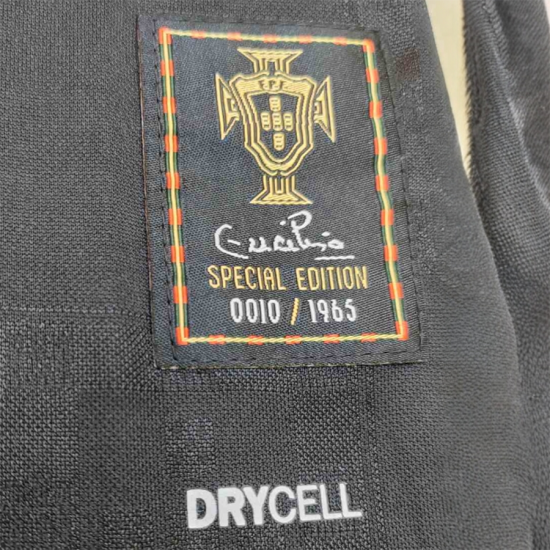 SPECIAL EDITION
0010 / 1965
DRYCELL